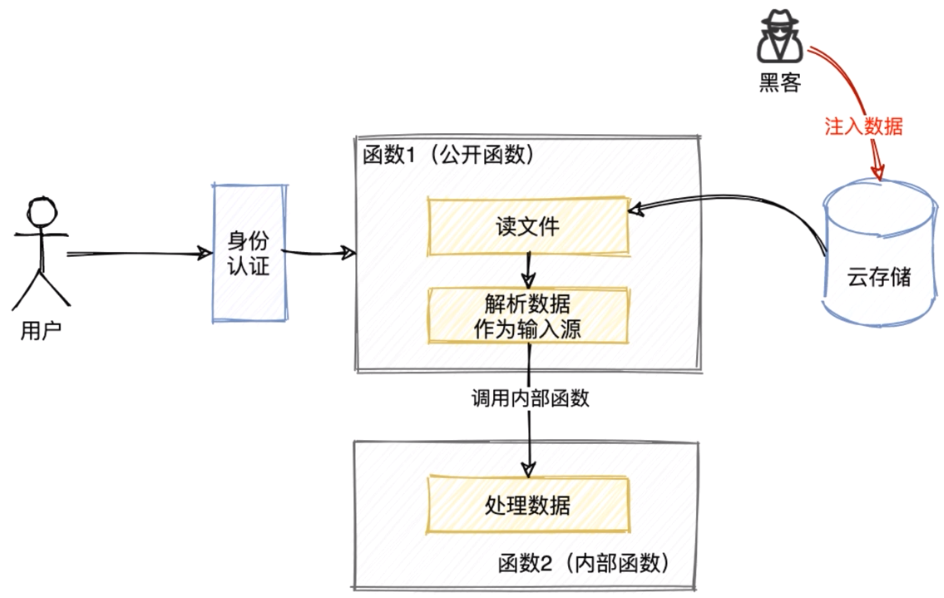 黑客
注入数据
函数1（公开函数）
读文件
身份
认证
云存储
解析数据
作为输入源
用户
调用内部函数
处理数据
函数2（内部函数）